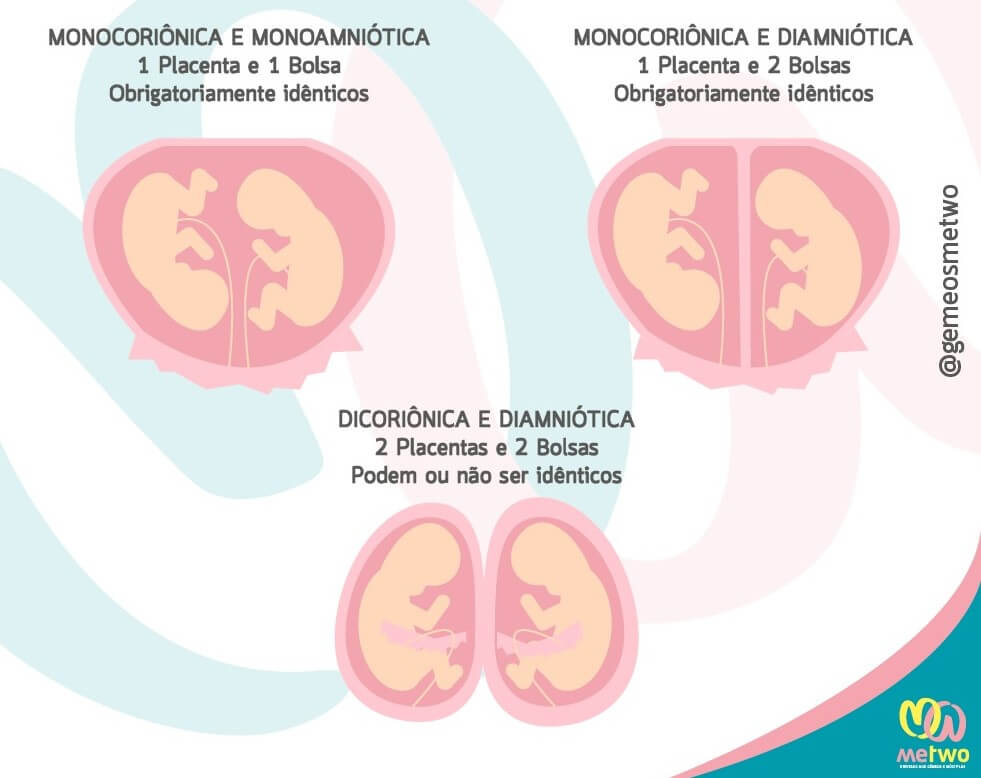 MONOCORIÔNICA E MONOAMNIÓTICA
1 Placenta e 1 Bolsa
Obrigatoriamente idênticos
MONOCORIÔNICA E DIAMNIÓTICA
1 Placenta e 2 Bolsas
Obrigatoriamente idênticos
@gemeosmetwo
DICORIÔNICA E DIAMNIÓTICA
2 Placentas e 2 Bolsas
Podem ou não ser idênticos
metwo